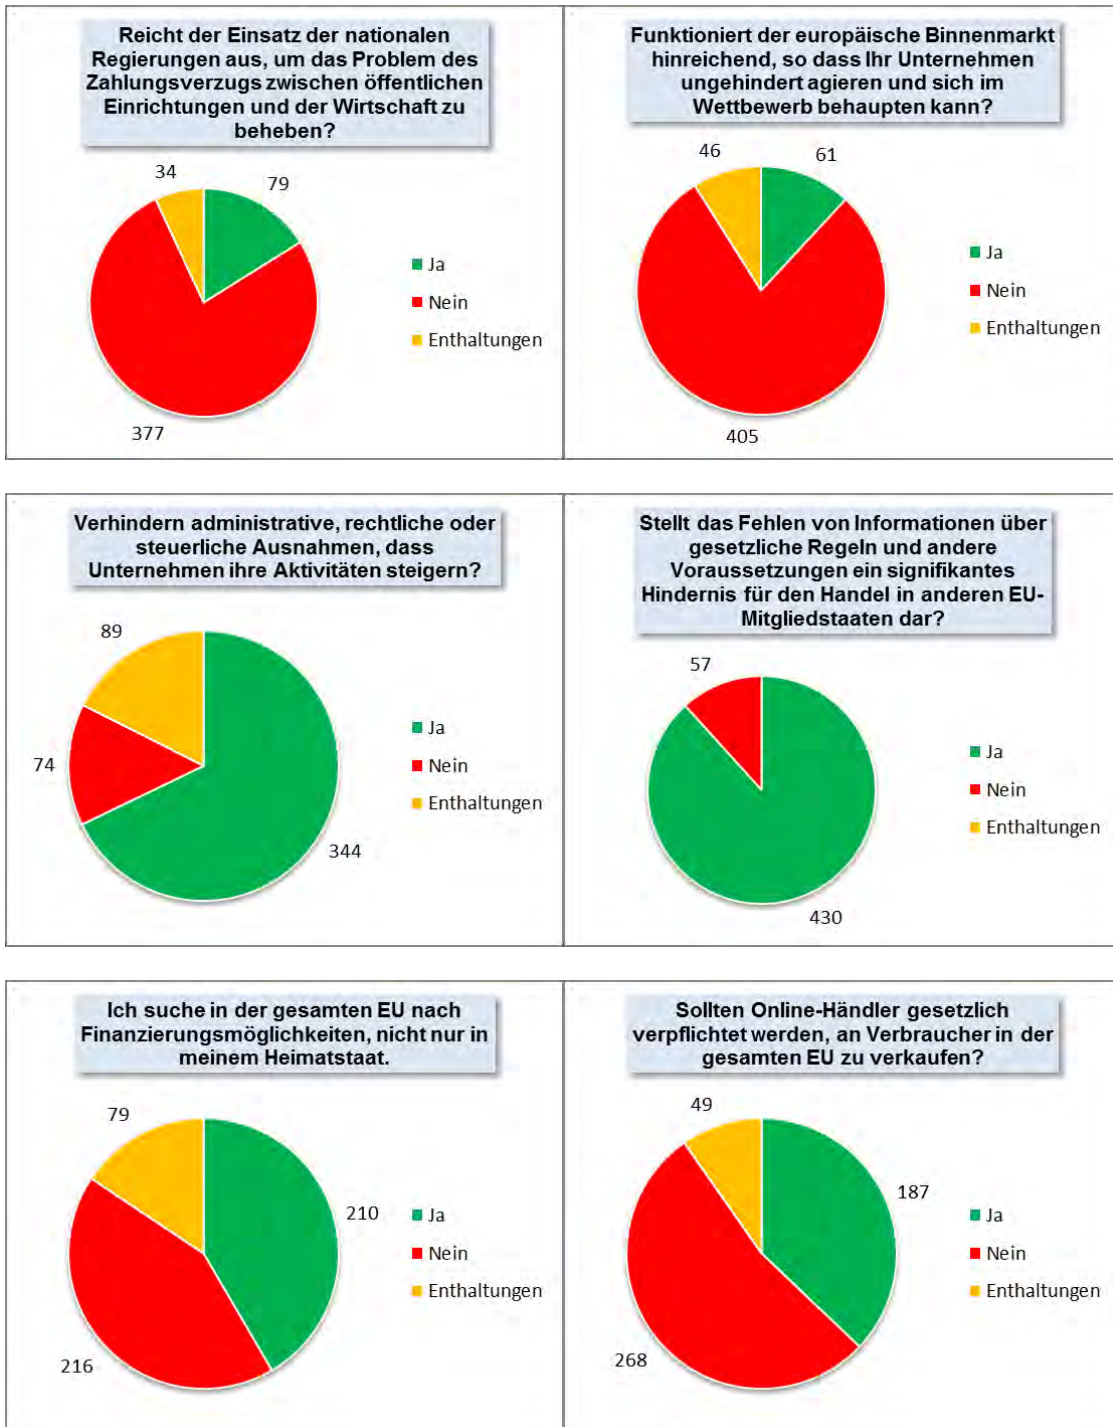 Reicht der Einsatz der nationalen
Regierungen aus, um das Problem des
Zahlungsverzugs zwischen öffentlichen
Einrichtungen und der Wirtschaft zu
beheben?
34
79
377
Ja
Nein
Enthaltungen
Funktioniert der europäische Binnenmarkt
hinreichend, so dass Ihr Unternehmen
ungehindert agieren und sich im
Wettbewerb behaupten kann?
46
61
405
Ja
Nein
Enthaltungen
Verhindern administrative, rechtliche oder
steuerliche Ausnahmen, dass
Unternehmen ihre Aktivitäten steigern?
89
74
344
Ja
Nein
Enthaltungen
Stellt das Fehlen von Informationen über
gesetzliche Regeln und andere
Voraussetzungen ein signifikantes
Hindernis für den Handel in anderen EU-
Mitgliedstaaten dar?
57
430
Ja
Nein
Enthaltungen
Ich suche in der gesamten EU nach
Finanzierungsmöglichkeiten, nicht nur in
meinem Heimatstaat.
79
210
216
Ja
Nein
Enthaltungen
Sollten Online-Händler gesetzlich
verpflichtet werden, an Verbraucher in der
gesamten EU zu verkaufen?
49
187
268
Ja
Nein
Enthaltungen